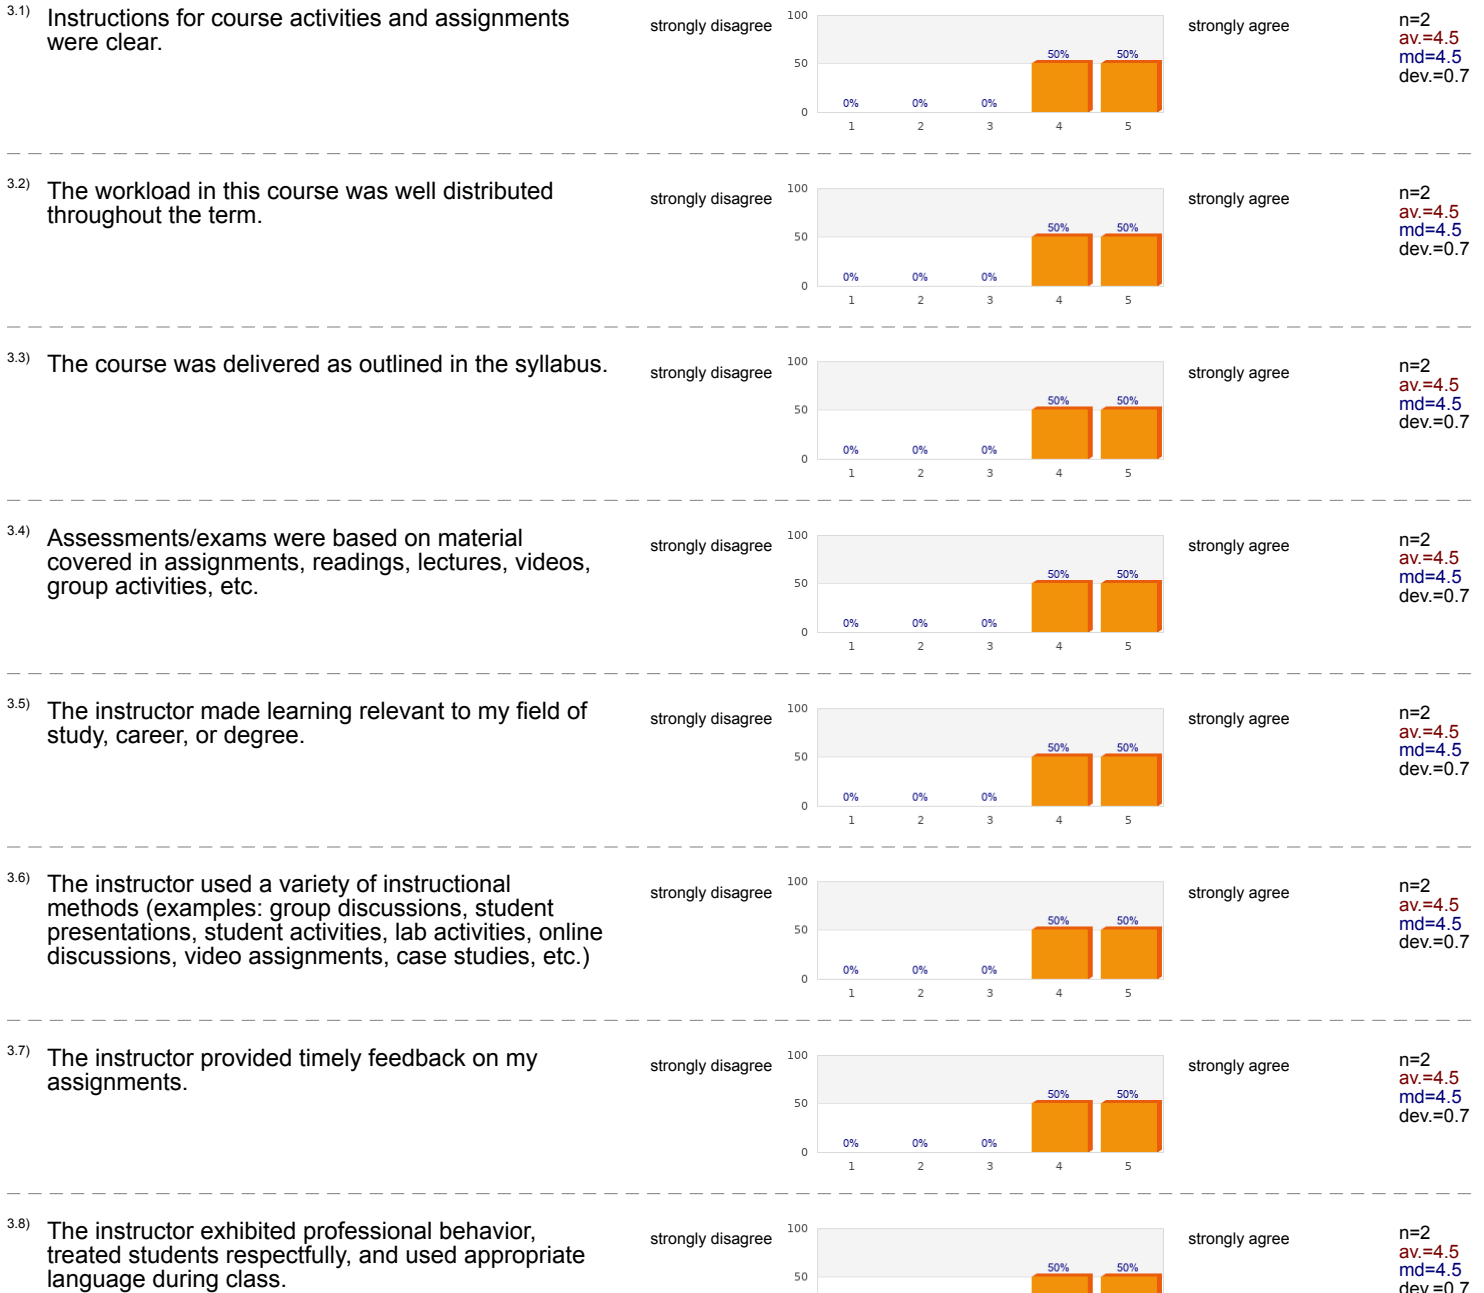 3.1) Instructions for course activities and assignments were clear.
strongly disagree
100
50
0
0% 0% 0% 50% 50%
1 2 3 4 5
strongly agree
n=2
av.=4.5
md=4.5
dev.=0.7
3.2) The workload in this course was well distributed
throughout the term.
strongly disagree
100
50
0
0% 0% 0% 50% 50%
1 2 3 4 5
strongly agree
n=2
av.=4.5
md=4.5
dev.=0.7
3.3) The course was delivered as outlined in the syllabus.
strongly disagree
100
50
0
0% 0% 0% 50% 50%
1 2 3 4 5
strongly agree
n=2
av.=4.5
md=4.5
dev.=0.7
3.4) Assessments/exams were based on material
covered in assignments, readings, lectures, videos,
group activities, etc.
strongly disagree
100
50
0
0% 0% 0% 50% 50%
1 2 3 4 5
strongly agree
n=2
av.=4.5
md=4.5
dev.=0.7
3.5) The instructor made learning relevant to my field of
study, career, or degree.
strongly disagree
100
50
0
0% 0% 0% 50% 50%
1 2 3 4 5
strongly agree
n=2
av.=4.5
md=4.5
dev.=0.7
3.6) The instructor used a variety of instructional
methods (examples: group discussions, student
presentations, student activities, lab activities, online
discussions, video assignments, case studies, etc.)
strongly disagree
100
50
0
0% 0% 0% 50% 50%
1 2 3 4 5
strongly agree
n=2
av.=4.5
md=4.5
dev.=0.7
3.7) The instructor provided timely feedback on my
assignments.
strongly disagree
100
50
0
0% 0% 0% 50% 50%
1 2 3 4 5
strongly agree
n=2
av.=4.5
md=4.5
dev.=0.7
3.8) The instructor exhibited professional behavior,
treated students respectfully, and used appropriate
language during class.
strongly disagree
100
50
50% 50%
strongly agree
n=2
av.=4.5
md=4.5
dev.=0.7